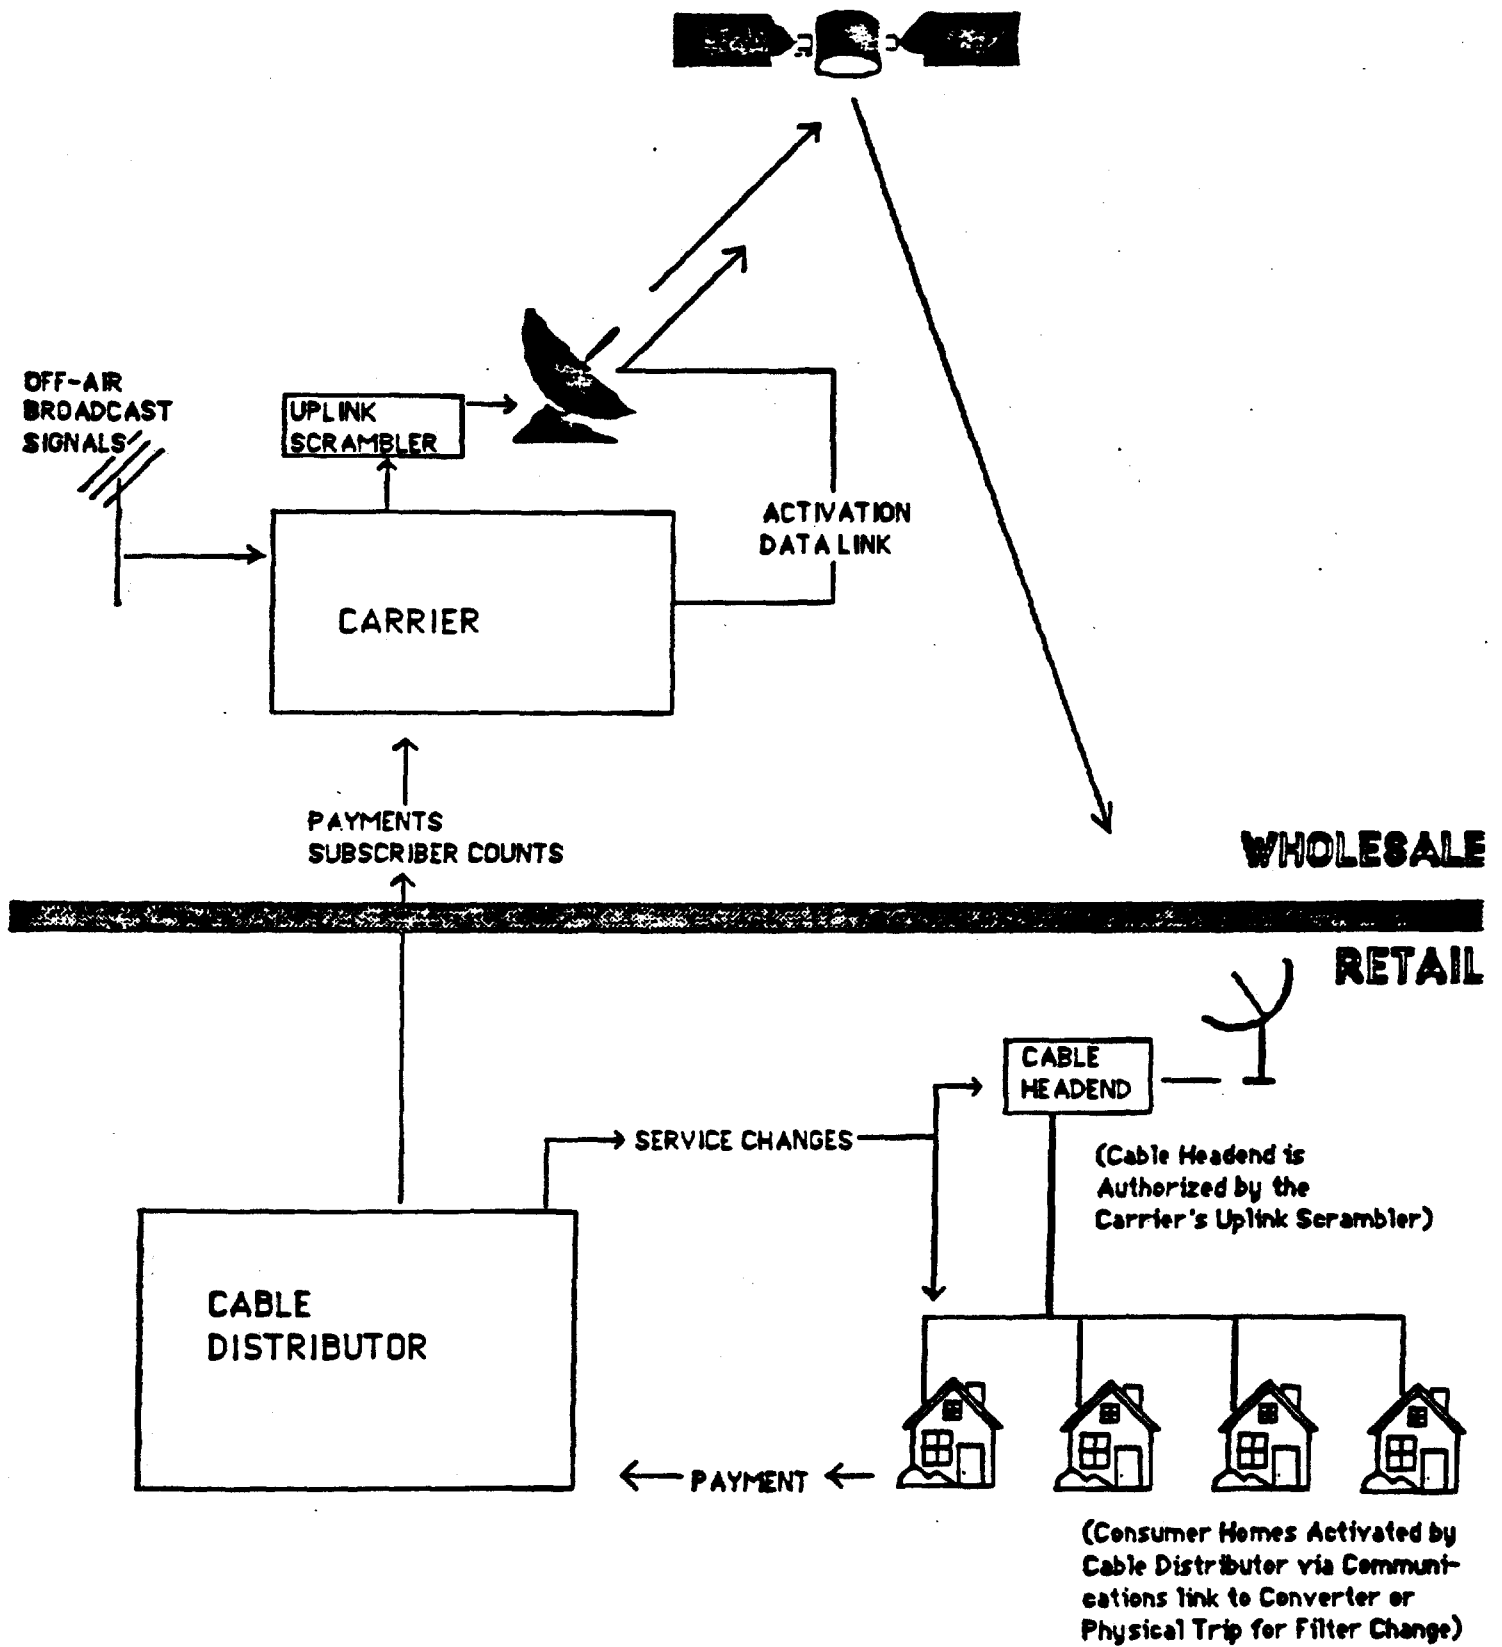 OFF-AIR
BROADCAST
SIGNALS
UPLINK
SCRAMBLER
ACTIVATION
DATA LINK
CARRIER
PAYMENTS
SUBSCRIBER COUNTS
WHOLESALE
RETAIL
CABLE
HEADEND
SERVICE CHANGES
(Cable Headend is
Authorized by the
Carrier's Uplink Scrambler)
CABLE
DISTRIBUTOR
PAYMENT
(Consumer Homes Activated by
Cable Distributor via Communi-
cations link to Converter or
Physical Trip for Filter Change)